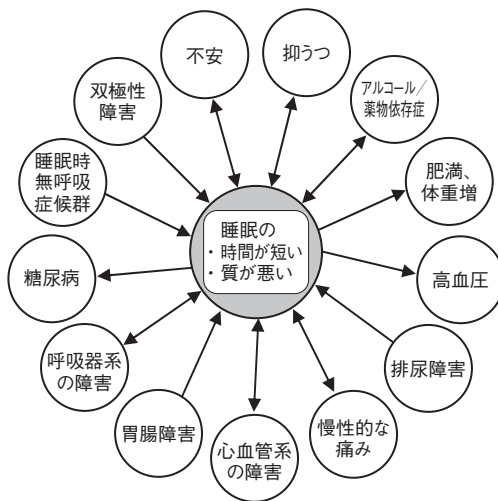 不安
抑うつ
アルコール／
薬物依存症
肥満、
体重増
高血圧
排尿障害
慢性的な
痛み
心血管系
の障害
胃腸障害
呼吸器系
の障害
糖尿病
睡眠時
無呼吸
症候群
双極性
障害
睡眠の
・時間が短い
・質が悪い